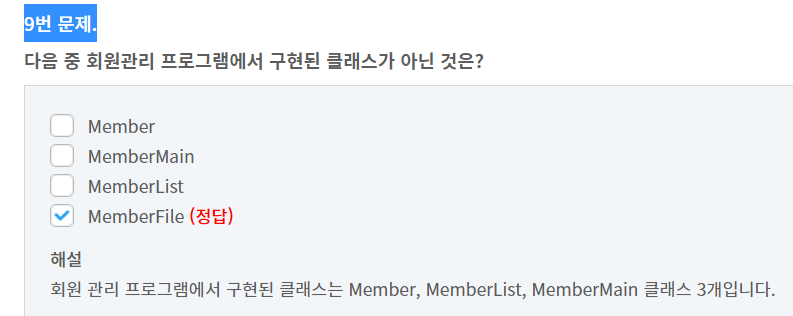 9번 문제.
다음 중 회원관리 프로그램에서 구현된 클래스가 아닌 것은?
Member
MemberMain
MemberList
MemberFile (정답)
해설
회원 관리 프로그램에서 구현된 클래스는 Member, MemberList, MemberMain 클래스 3개입니다.